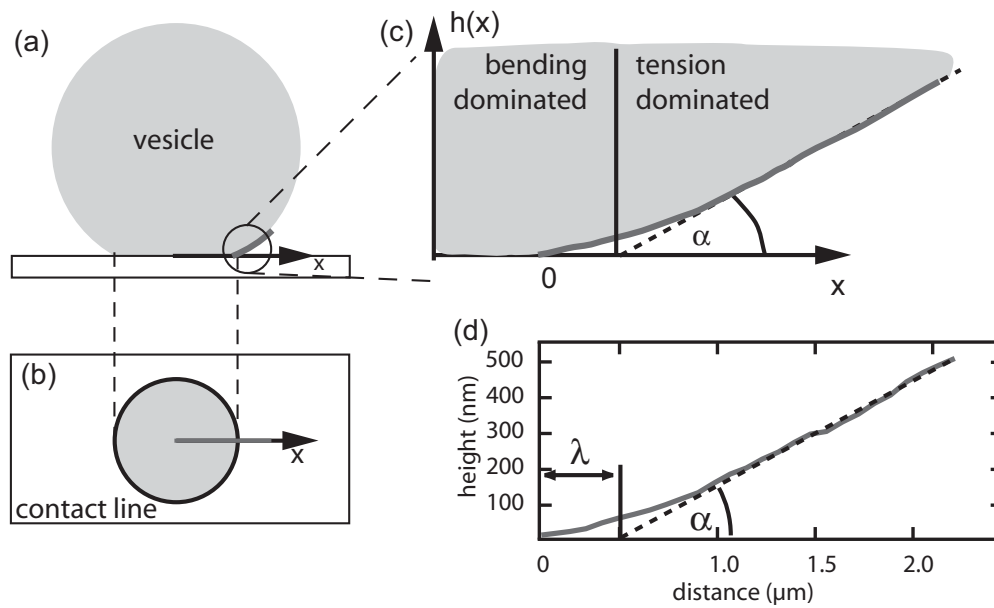 (a)
vesicle
x
(b)
x
contact line
(c)
h(x)
bending
dominated
tension
dominated
α
0
x
(d)
height (nm)
500
400
300
200
100
λ
α
0
1.0
1.5
2.0
distance (μm)